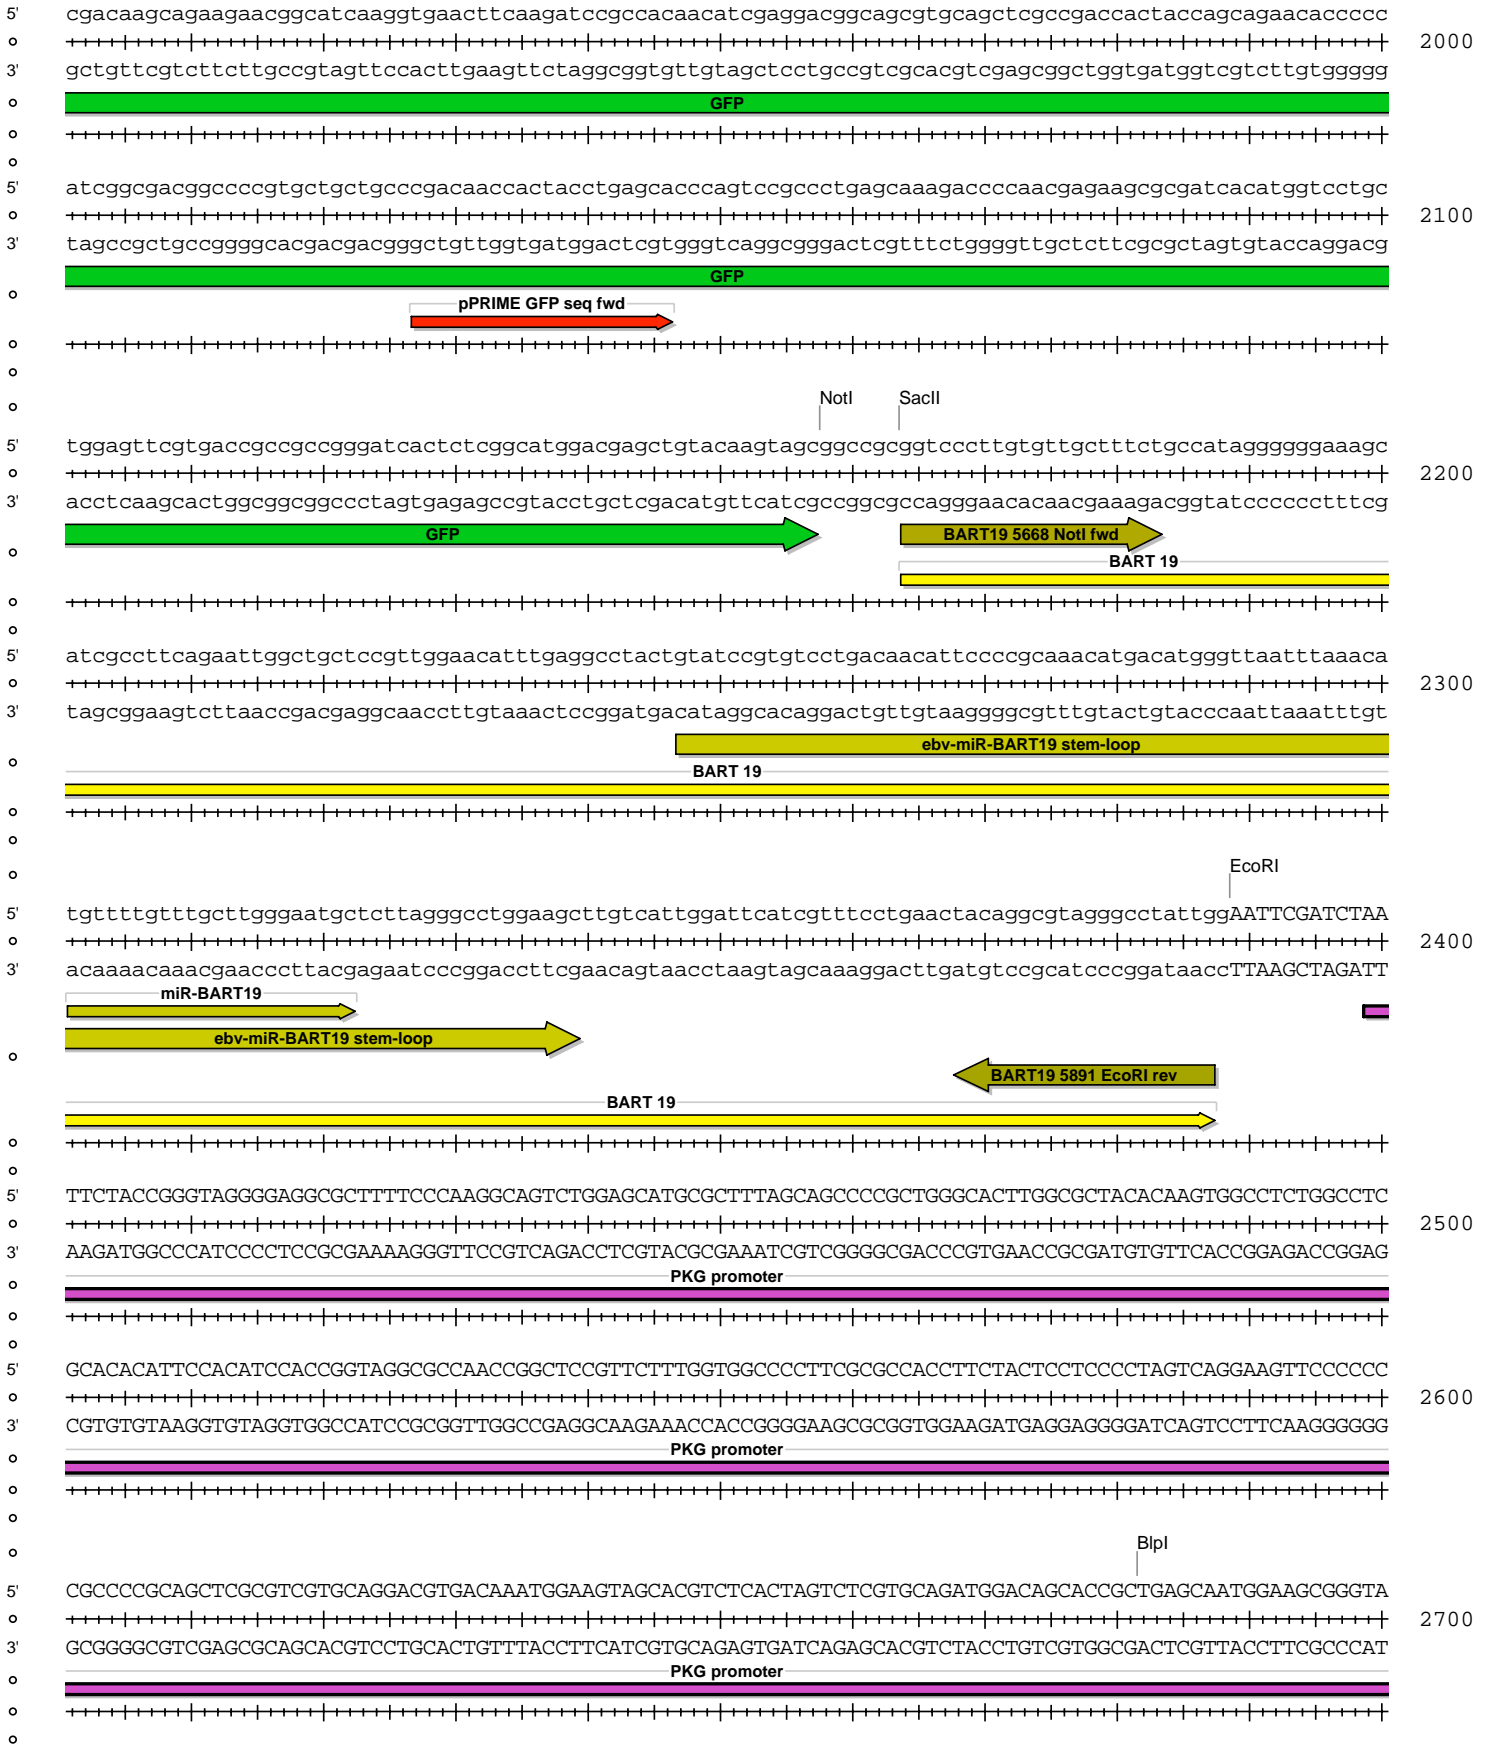 5' cgacaagcagaagaacggcatcaaggtgaacttcaagatccgccacaacatcgaggacggcagcgtgcagctcgccgaccactaccagcagaacaccccc
2000
3' gctgttcgtcttcttgccgtagttccacttgaagttctaggcggtgttgtagctcctgccgtcgcacgtcgagcggctggtgatggtcgtcttgtggggg
GFP
5' atcggcgacggccccgtgctgctgcccgacaaccactacctgagcacccagtccgccctgagcaaagaccccaacgagaagcgcgatcacatggtcctgc
2100
3' tagccgctgccggggcacgacgacgggctgttggtgatggactcgtgggtcaggcgggactcgtttctggggttgctcttcgcgctagtgtaccaggacg
GFP
pPRIME GFP seq fwd
NotI SacII
5' tggagttcgtgaccgccgccgggatcactctcggcatggacgagctgtacaagtagcggccgcggtcccttgtgttgctttctgccataggggggaaagc
2200
3' acctcaagcactggcggcggccctagtgagagccgtacctgctcgacatgttcatcgccggcgccagggaacacaacgaaagacggtatcccccctttcg
GFP BART19 5668 NotI fwd
BART 19
5' atcgccttcagaattggctgctccgttggaacatttgaggcctactgtatccgtgtcctgacaacattccccgcaaacatgacatgggttaatttaaaca
2300
3' tagcggaagtcttaaccgacgaggcaaccttgtaaactccggatgacataggcacaggactgttgtaaggggcgtttgtactgtacccaattaaatttgt
ebv-miR-BART19 stem-loop
BART 19
EcoRI
5' tgttttgtttgcttgggaatgctcttagggcctggaagcttgtcattggattcatcgtttcctgaactacaggcgtagggcctattggAATTCGATCTAA
2400
3' acaaaacaaacgaacccttacgagaatcccggaccttcgaacagtaacctaagtagcaaaggacttgatgtccgcatcccggataaccTTAAGCTAGATT
miR-BART19
ebv-miR-BART19 stem-loop
BART19 5891 EcoRI rev
BART 19
5' TTCTACCGGGTAGGGGAGGCGCTTTTCCCAAGGCAGTCTGGAGCATGCGCTTTAGCAGCCCCGCTGGGCACTTGGCGCTACACAAGTGGCCTCTGGCCTC
2500
3' AAGATGGCCCATCCCCTCCGCGAAAAGGGTTCCGTCAGACCTCGTACGCGAAATCGTCGGGGCGACCCGTGAACCGCGATGTGTTCACCGGAGACCGGAG
PKG promoter
5' GCACACATTCCACATCCACCGGTAGGCGCCAACCGGCTCCGTTCTTTGGTGGCCCCTTCGCGCCACCTTCTACTCCTCCCCTAGTCAGGAAGTTCCCCCC
2600
3' CGTGTGTAAGGTGTAGGTGGCCATCCGCGGTTGGCCGAGGCAAGAAACCACCGGGGAAGCGCGGTGGAAGATGAGGAGGGGATCAGTCCTTCAAGGGGGG
PKG promoter
BlpI
5' CGCCCCGCAGCTCGCGTCGTGCAGGACGTGACAAATGGAAGTAGCACGTCTCACTAGTCTCGTGCAGATGGACAGCACCGCTGAGCAATGGAAGCGGGTA
2700
3' GCGGGGCGTCGAGCGCAGCACGTCCTGCACTGTTTACCTTCATCGTGCAGAGTGATCAGAGCACGTCTACCTGTCGTGGCGACTCGTTACCTTCGCCCAT
PKG promoter